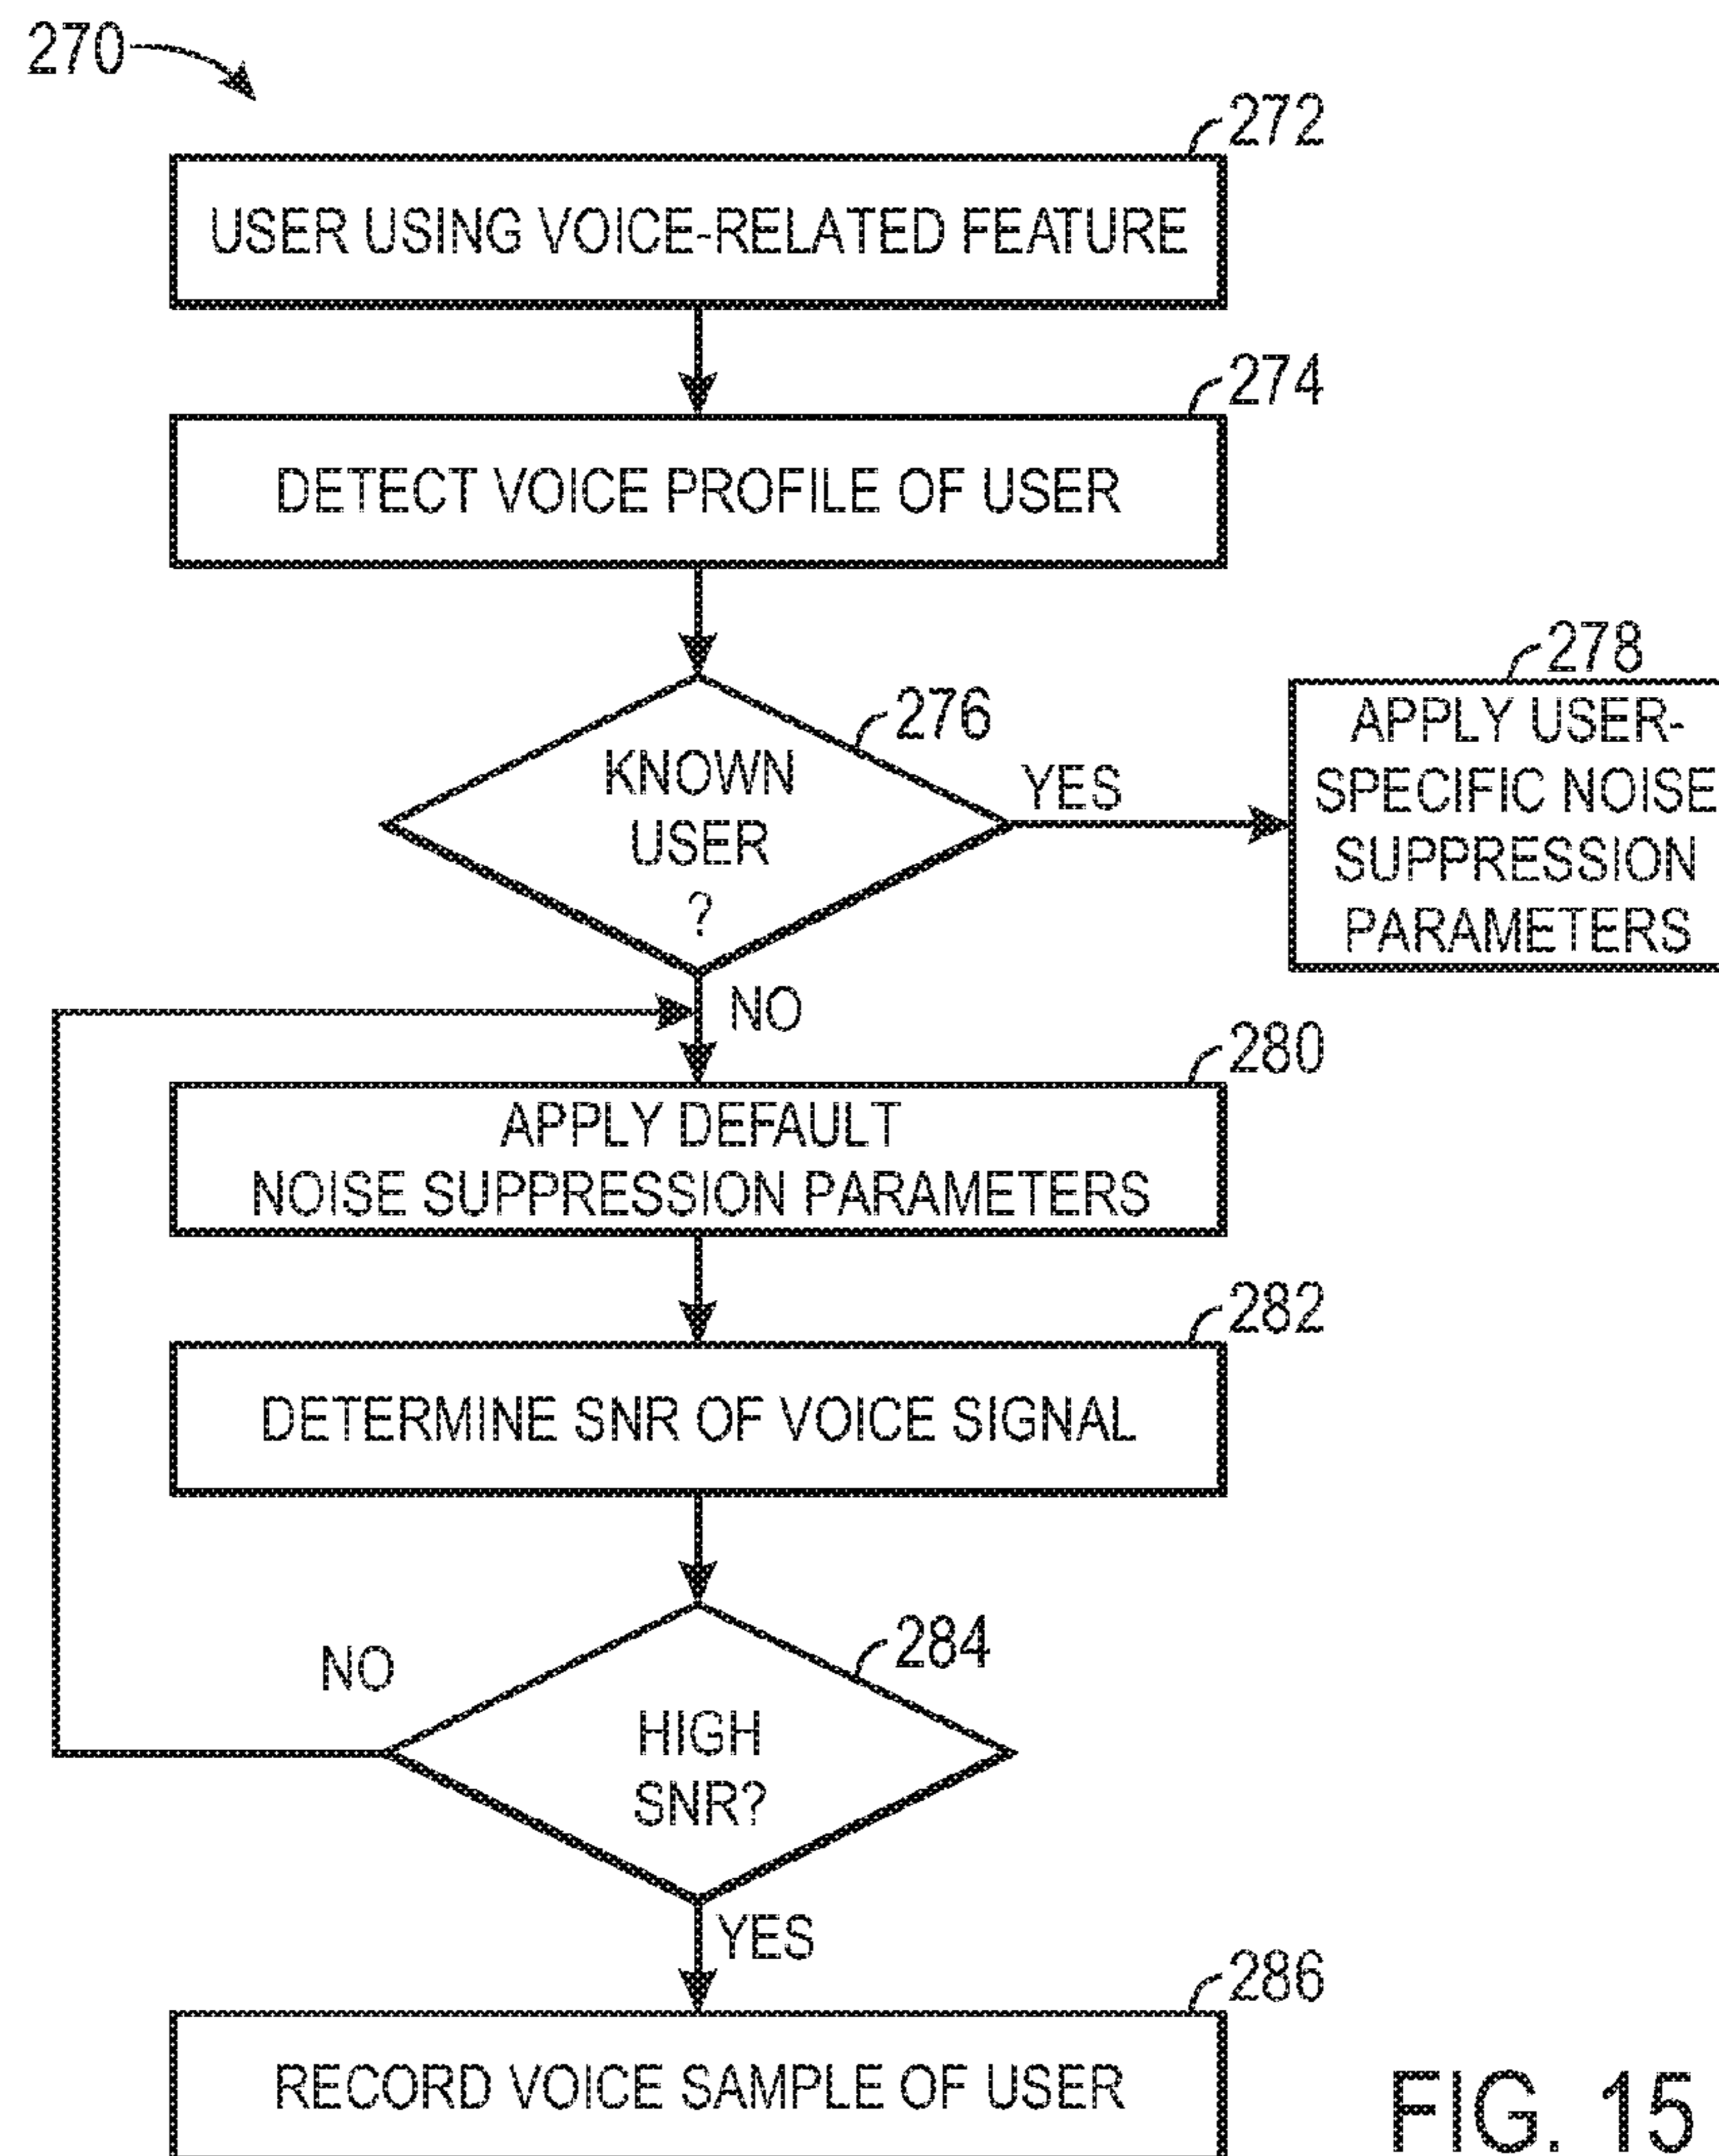 270
272
USER USING VOICE-RELATED FEATURE
274
DETECT VOICE PROFILE OF USER
276
KNOWN
USER
?
YES
278
APPLY USER-
SPECIFIC NOISE
SUPPRESSION
PARAMETERS
NO
280
APPLY DEFAULT
NOISE SUPPRESSION PARAMETERS
282
DETERMINE SNR OF VOICE SIGNAL
284
NO
HIGH
SNR?
YES
286
RECORD VOICE SAMPLE OF USER
FIG. 15